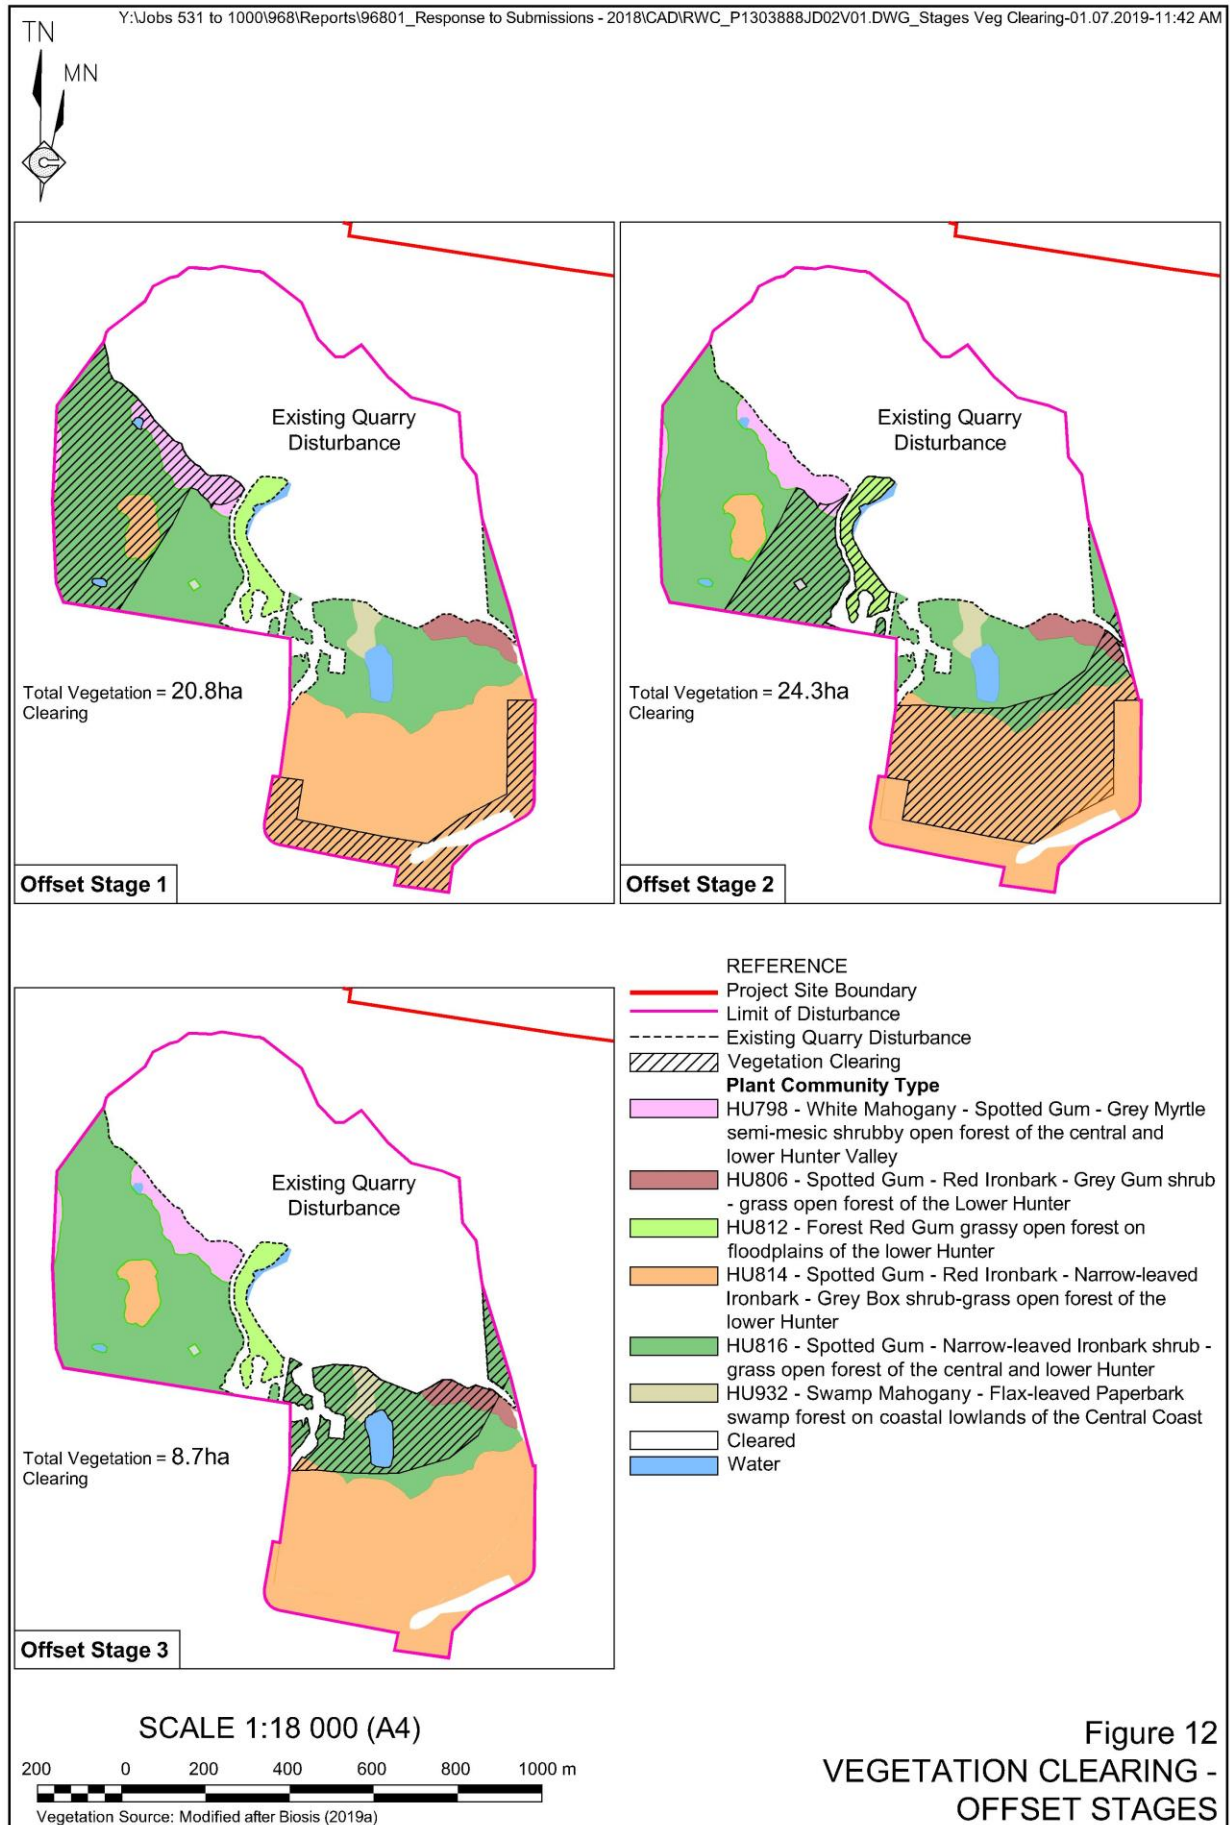 Y:\Jobs 531 to 1000\968\Reports\96801_Response to Submissions - 2018\CAD\RWC_P1303888JD02V01.DWG_Stages Veg Clearing-01.07.2019-11:42 AM
TN
MN
Existing Quarry
Disturbance
Total Vegetation = 20.8ha
Clearing
Offset Stage 1
Existing Quarry
Disturbance
Total Vegetation = 24.3ha
Clearing
Offset Stage 2
Existing Quarry
Disturbance
Total Vegetation = 8.7ha
Clearing
Offset Stage 3
REFERENCE
Project Site Boundary
Limit of Disturbance
Existing Quarry Disturbance
Vegetation Clearing
Plant Community Type
HU798 - White Mahogany - Spotted Gum - Grey Myrtle
semi-mesic shrubby open forest of the central and
lower Hunter Valley
HU806 - Spotted Gum - Red Ironbark - Grey Gum shrub
- grass open forest of the Lower Hunter
HU812 - Forest Red Gum grassy open forest on
floodplains of the lower Hunter
HU814 - Spotted Gum - Red Ironbark - Narrow-leaved
Ironbark - Grey Box shrub-grass open forest of the
lower Hunter
HU816 - Spotted Gum - Narrow-leaved Ironbark shrub -
grass open forest of the central and lower Hunter
HU932 - Swamp Mahogany - Flax-leaved Paperbark
swamp forest on coastal lowlands of the Central Coast
Cleared
Water
SCALE 1:18 000 (A4)
200 0 200 400 600 800 1000 m
Vegetation Source: Modified after Biosis (2019a)
Figure 12
VEGETATION CLEARING -
OFFSET STAGES